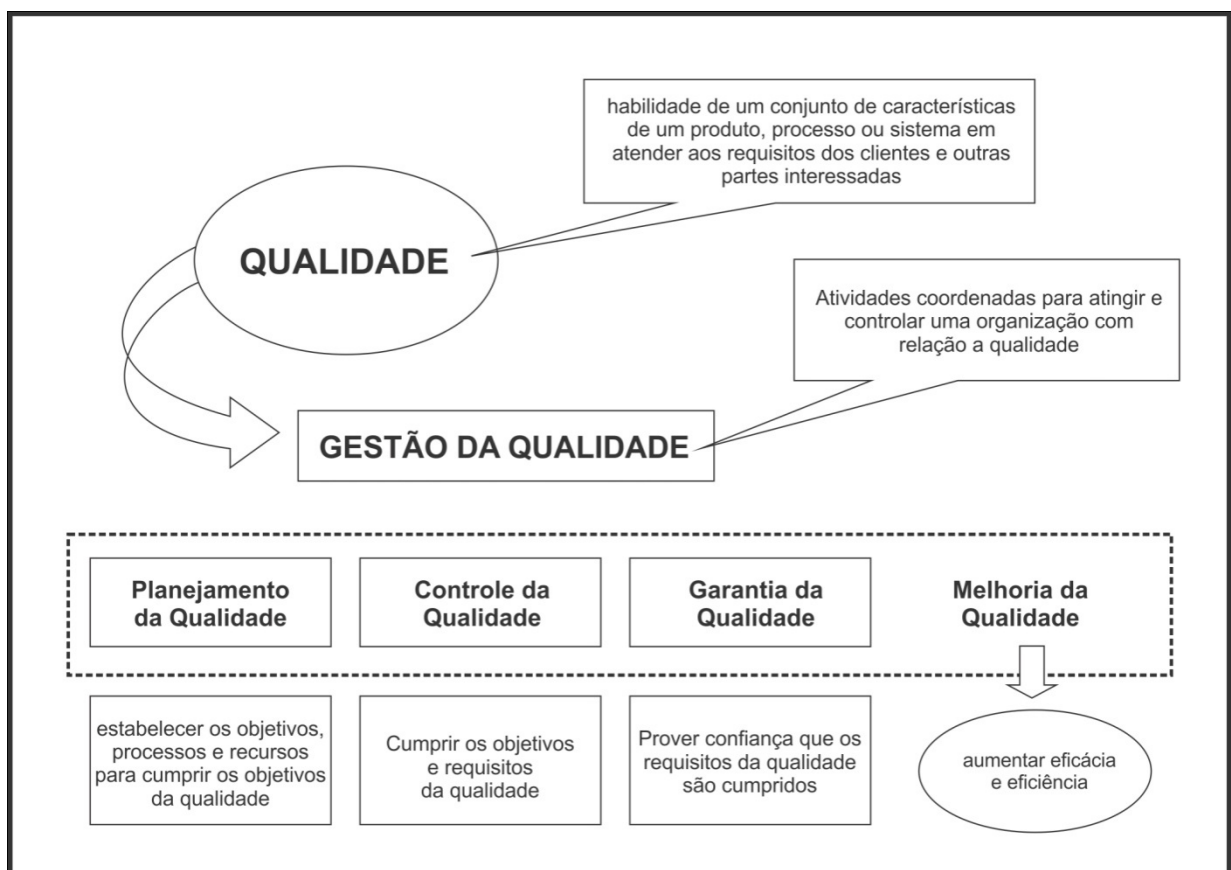 habilidade de um conjunto de características
de um produto, processo ou sistema em
atender aos requisitos dos clientes e outras
partes interessadas
QUALIDADE
Atividades coordenadas para atingir e
controlar uma organização com
relação a qualidade
GESTÃO DA QUALIDADE
Planejamento
da Qualidade
Controle da
Qualidade
Garantia da
Qualidade
Melhoria da
Qualidade
estabelecer os objetivos,
processos e recursos
para cumprir os objetivos
da qualidade
Cumprir os objetivos
e requisitos
da qualidade
Prover confiança que os
requisitos da qualidade
são cumpridos
aumentar eficácia
e eficiência